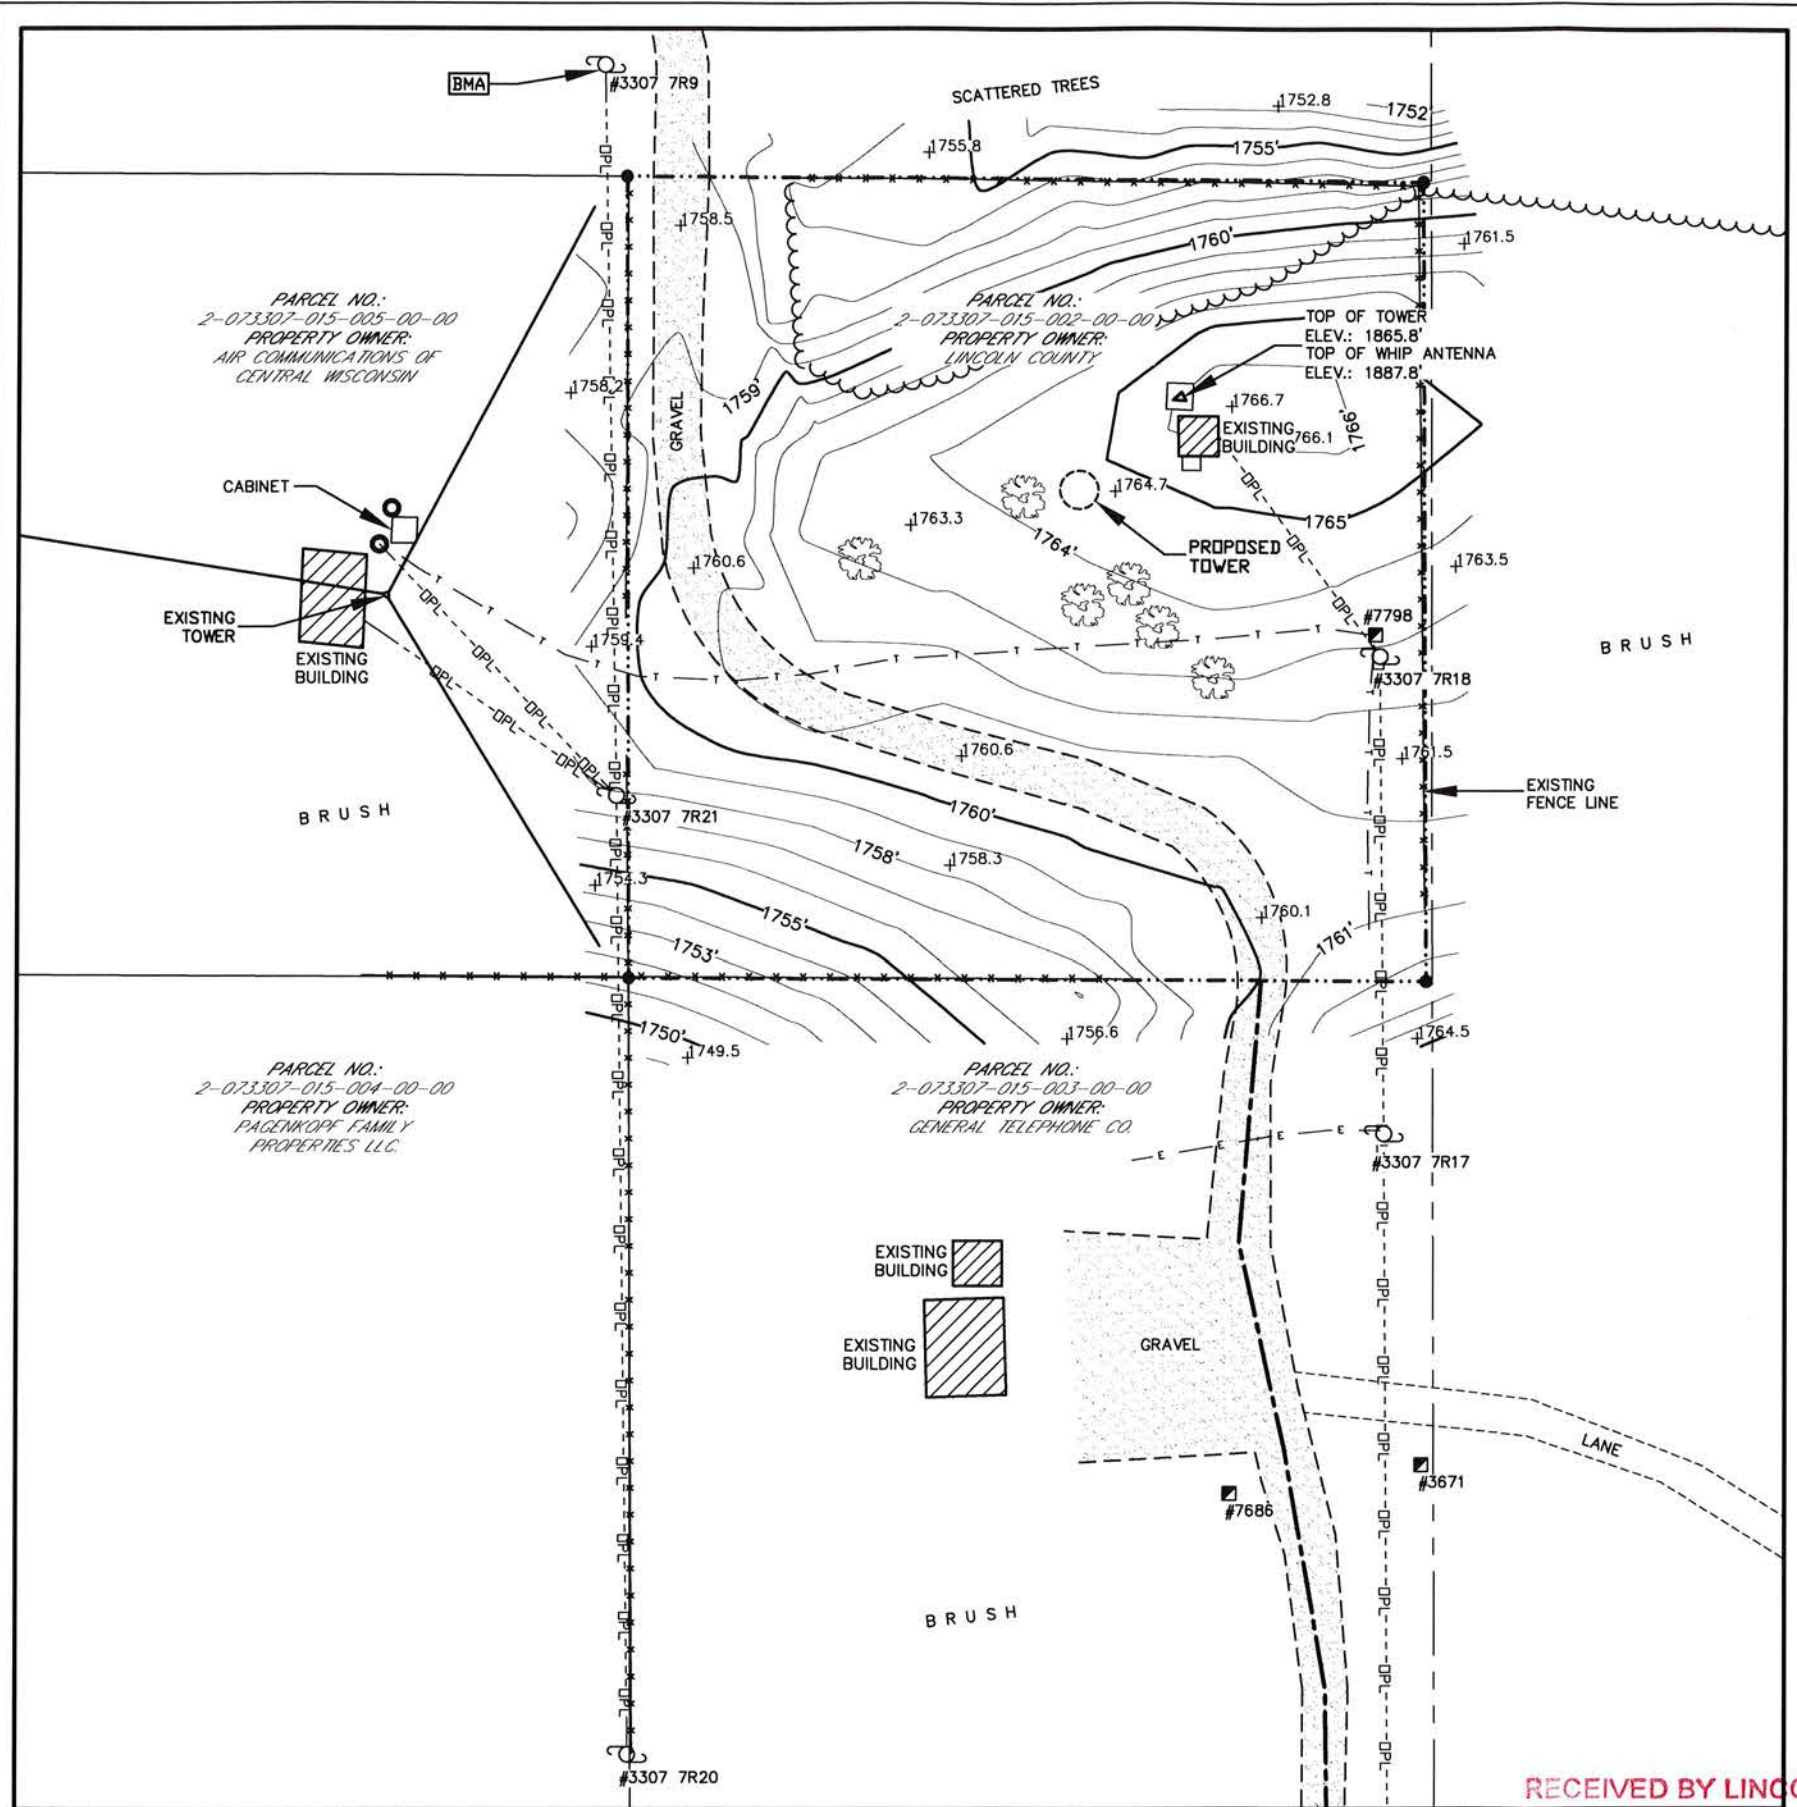 BMA
#3307 7R9
SCATTERED TREES
1752.8
1752'
1755.8
1755'
1758.5
1760'
1761.5
PARCEL NO.:
2-073307-015-005-00-00
PROPERTY OWNER:
AIR COMMUNICATIONS OF
CENTRAL WISCONSIN
PARCEL NO.:
2-073307-015-002-00-00
PROPERTY OWNER:
LINCOLN COUNTY
TOP OF TOWER
ELEV.: 1865.8'
TOP OF WHIP ANTENNA
ELEV.: 1887.8'
1758.2
1759'
GRAVEL
1766.7
1766'
EXISTING
BUILDING
766.1
CABINET
1764.7
1763.3
1765'
1764'
PROPOSED
TOWER
1760.6
1763.5
EXISTING
TOWER
EXISTING
BUILDING
1759.4
#7798
#3307 7R18
BRUSH
1760.6
1761.5
EXISTING
FENCE LINE
BRUSH
#3307 7R21
1760'
1758'
1758.3
1754.3
1755'
1753'
1760.1
1761'
1750'
1749.5
1756.6
1764.5
PARCEL NO.:
2-073307-015-004-00-00
PROPERTY OWNER:
PAGENKOPF FAMILY
PROPERTIES LLC.
PARCEL NO.:
2-073307-015-003-00-00
PROPERTY OWNER:
GENERAL TELEPHONE CO.
E E E E
#3307 7R17
EXISTING
BUILDING
EXISTING
BUILDING
GRAVEL
LANE
#3671
#7686
BRUSH
#3307 7R20
OPL
T
RECEIVED BY LINCO